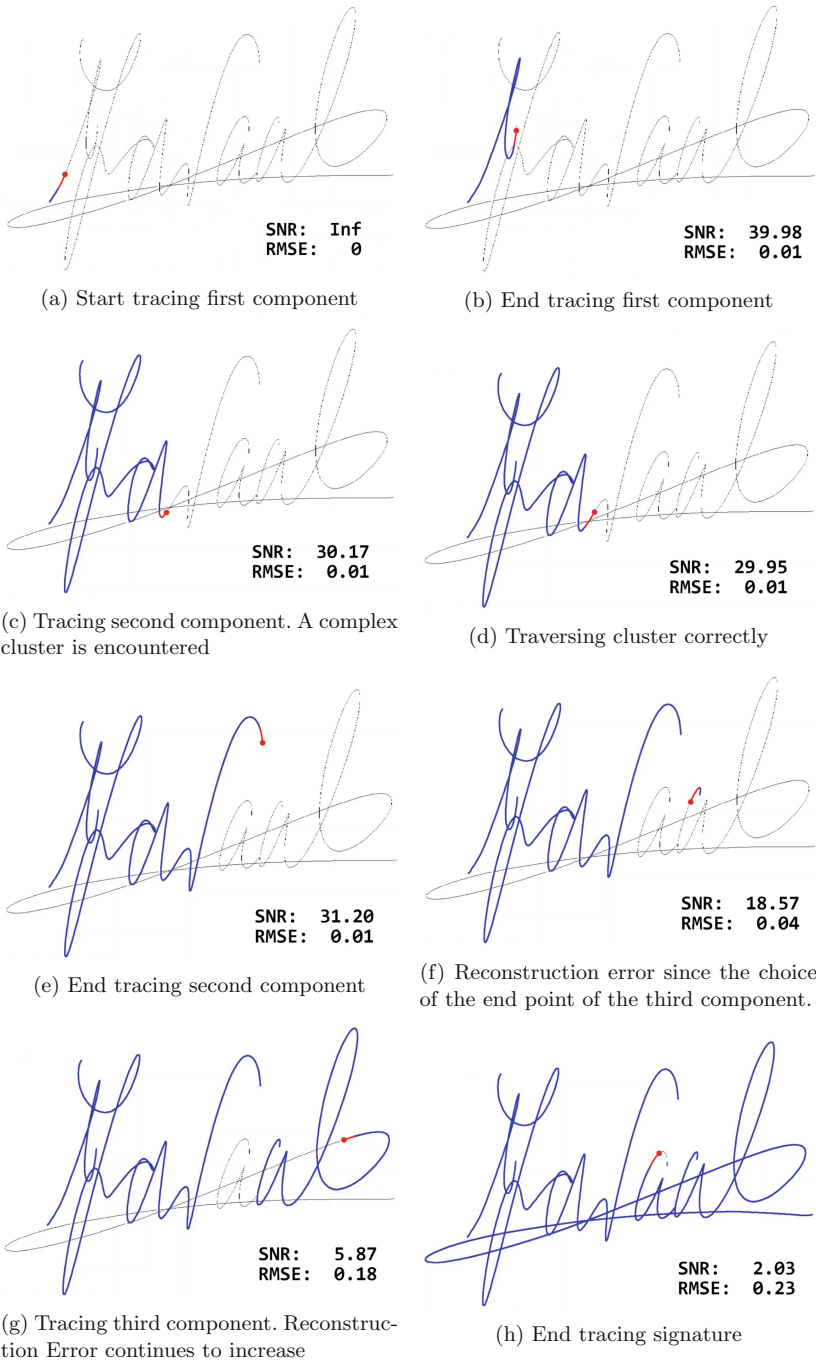 SNR: Inf
RMSE: 0
(a) Start tracing first component
SNR: 39.98
RMSE: 0.01
(b) End tracing first component
SNR: 30.17
RMSE: 0.01
(c) Tracing second component. A complex
cluster is encountered
SNR: 29.95
RMSE: 0.01
(d) Traversing cluster correctly
SNR: 31.20
RMSE: 0.01
(e) End tracing second component
SNR: 18.57
RMSE: 0.04
(f) Reconstruction error since the choice
of the end point of the third component.
SNR: 5.87
RMSE: 0.18
(g) Tracing third component. Reconstruc-
tion Error continues to increase
SNR: 2.03
RMSE: 0.23
(h) End tracing signature